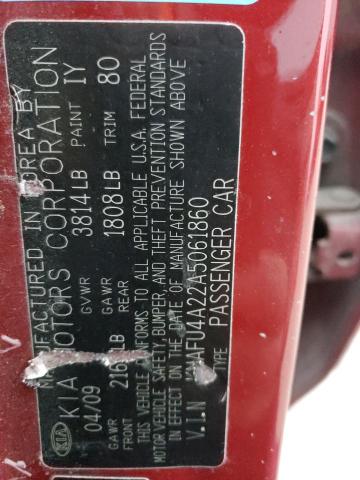 MANUFACTURED IN KOREA BY
KIA MOTORS CORPORATION
04/09 GVWR 3814LB PAINT IY
GAWR FRONT LB GAWR REAR 1808LB TRIM 80
THIS VEHICLE CONFORMS TO ALL APPLICABLE U.S.A. FEDERAL
MOTOR VEHICLE SAFETY, BUMPER, AND THEFT PREVENTION STANDARDS
IN EFFECT ON THE DATE OF MANUFACTURE SHOWN ABOVE
V.I.N AFU4A22A5061860
TYPE PASSENGER CAR